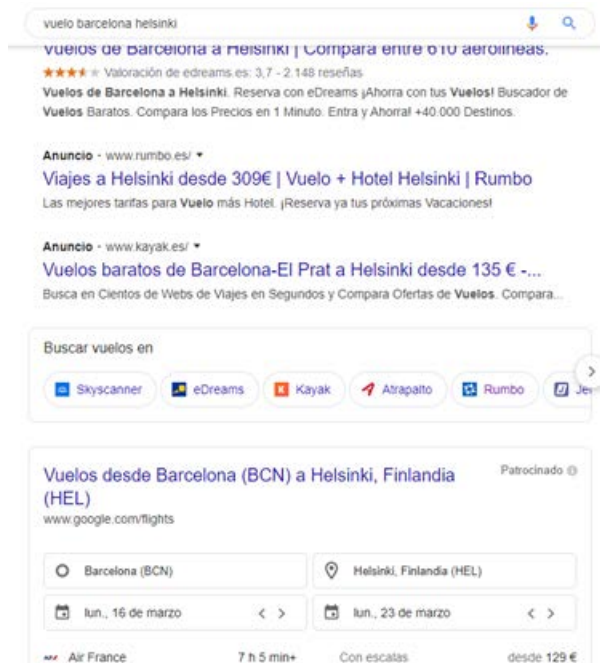 vuelo barcelona helsinki
Vuelos de Barcelona a Helsinki | Compara entre 610 aerolíneas.
Valoración de edreams.es: 3,7 - 2.148 reseñas
Vuelos de Barcelona a Helsinki. Reserva con eDreams ¡Ahorra con tus Vuelos! Buscador de
Vuelos Baratos. Compara los Precios en 1 Minuto. Entra y Ahorra! +40.000 Destinos.
Anuncio · www.rumbo.es/
Viajes a Helsinki desde 309€ | Vuelo + Hotel Helsinki | Rumbo
Las mejores tarifas para Vuelo más Hotel. ¡Reserva ya tus próximas Vacaciones!
Anuncio · www.kayak.es/
Vuelos baratos de Barcelona-El Prat a Helsinki desde 135 € -...
Busca en Cientos de Webs de Viajes en Segundos y Compara Ofertas de Vuelos. Compara...
Buscar vuelos en
Skyscanner eDreams Kayak Atrapalo Rumbo
Vuelos desde Barcelona (BCN) a Helsinki, Finlandia Patrocinado
(HEL)
www.google.com/flights
Barcelona (BCN) Helsinki, Finlandia (HEL)
lun., 16 de marzo < > lun., 23 de marzo < >
Air France 7 h 5 min+ Con escalas desde 129 €